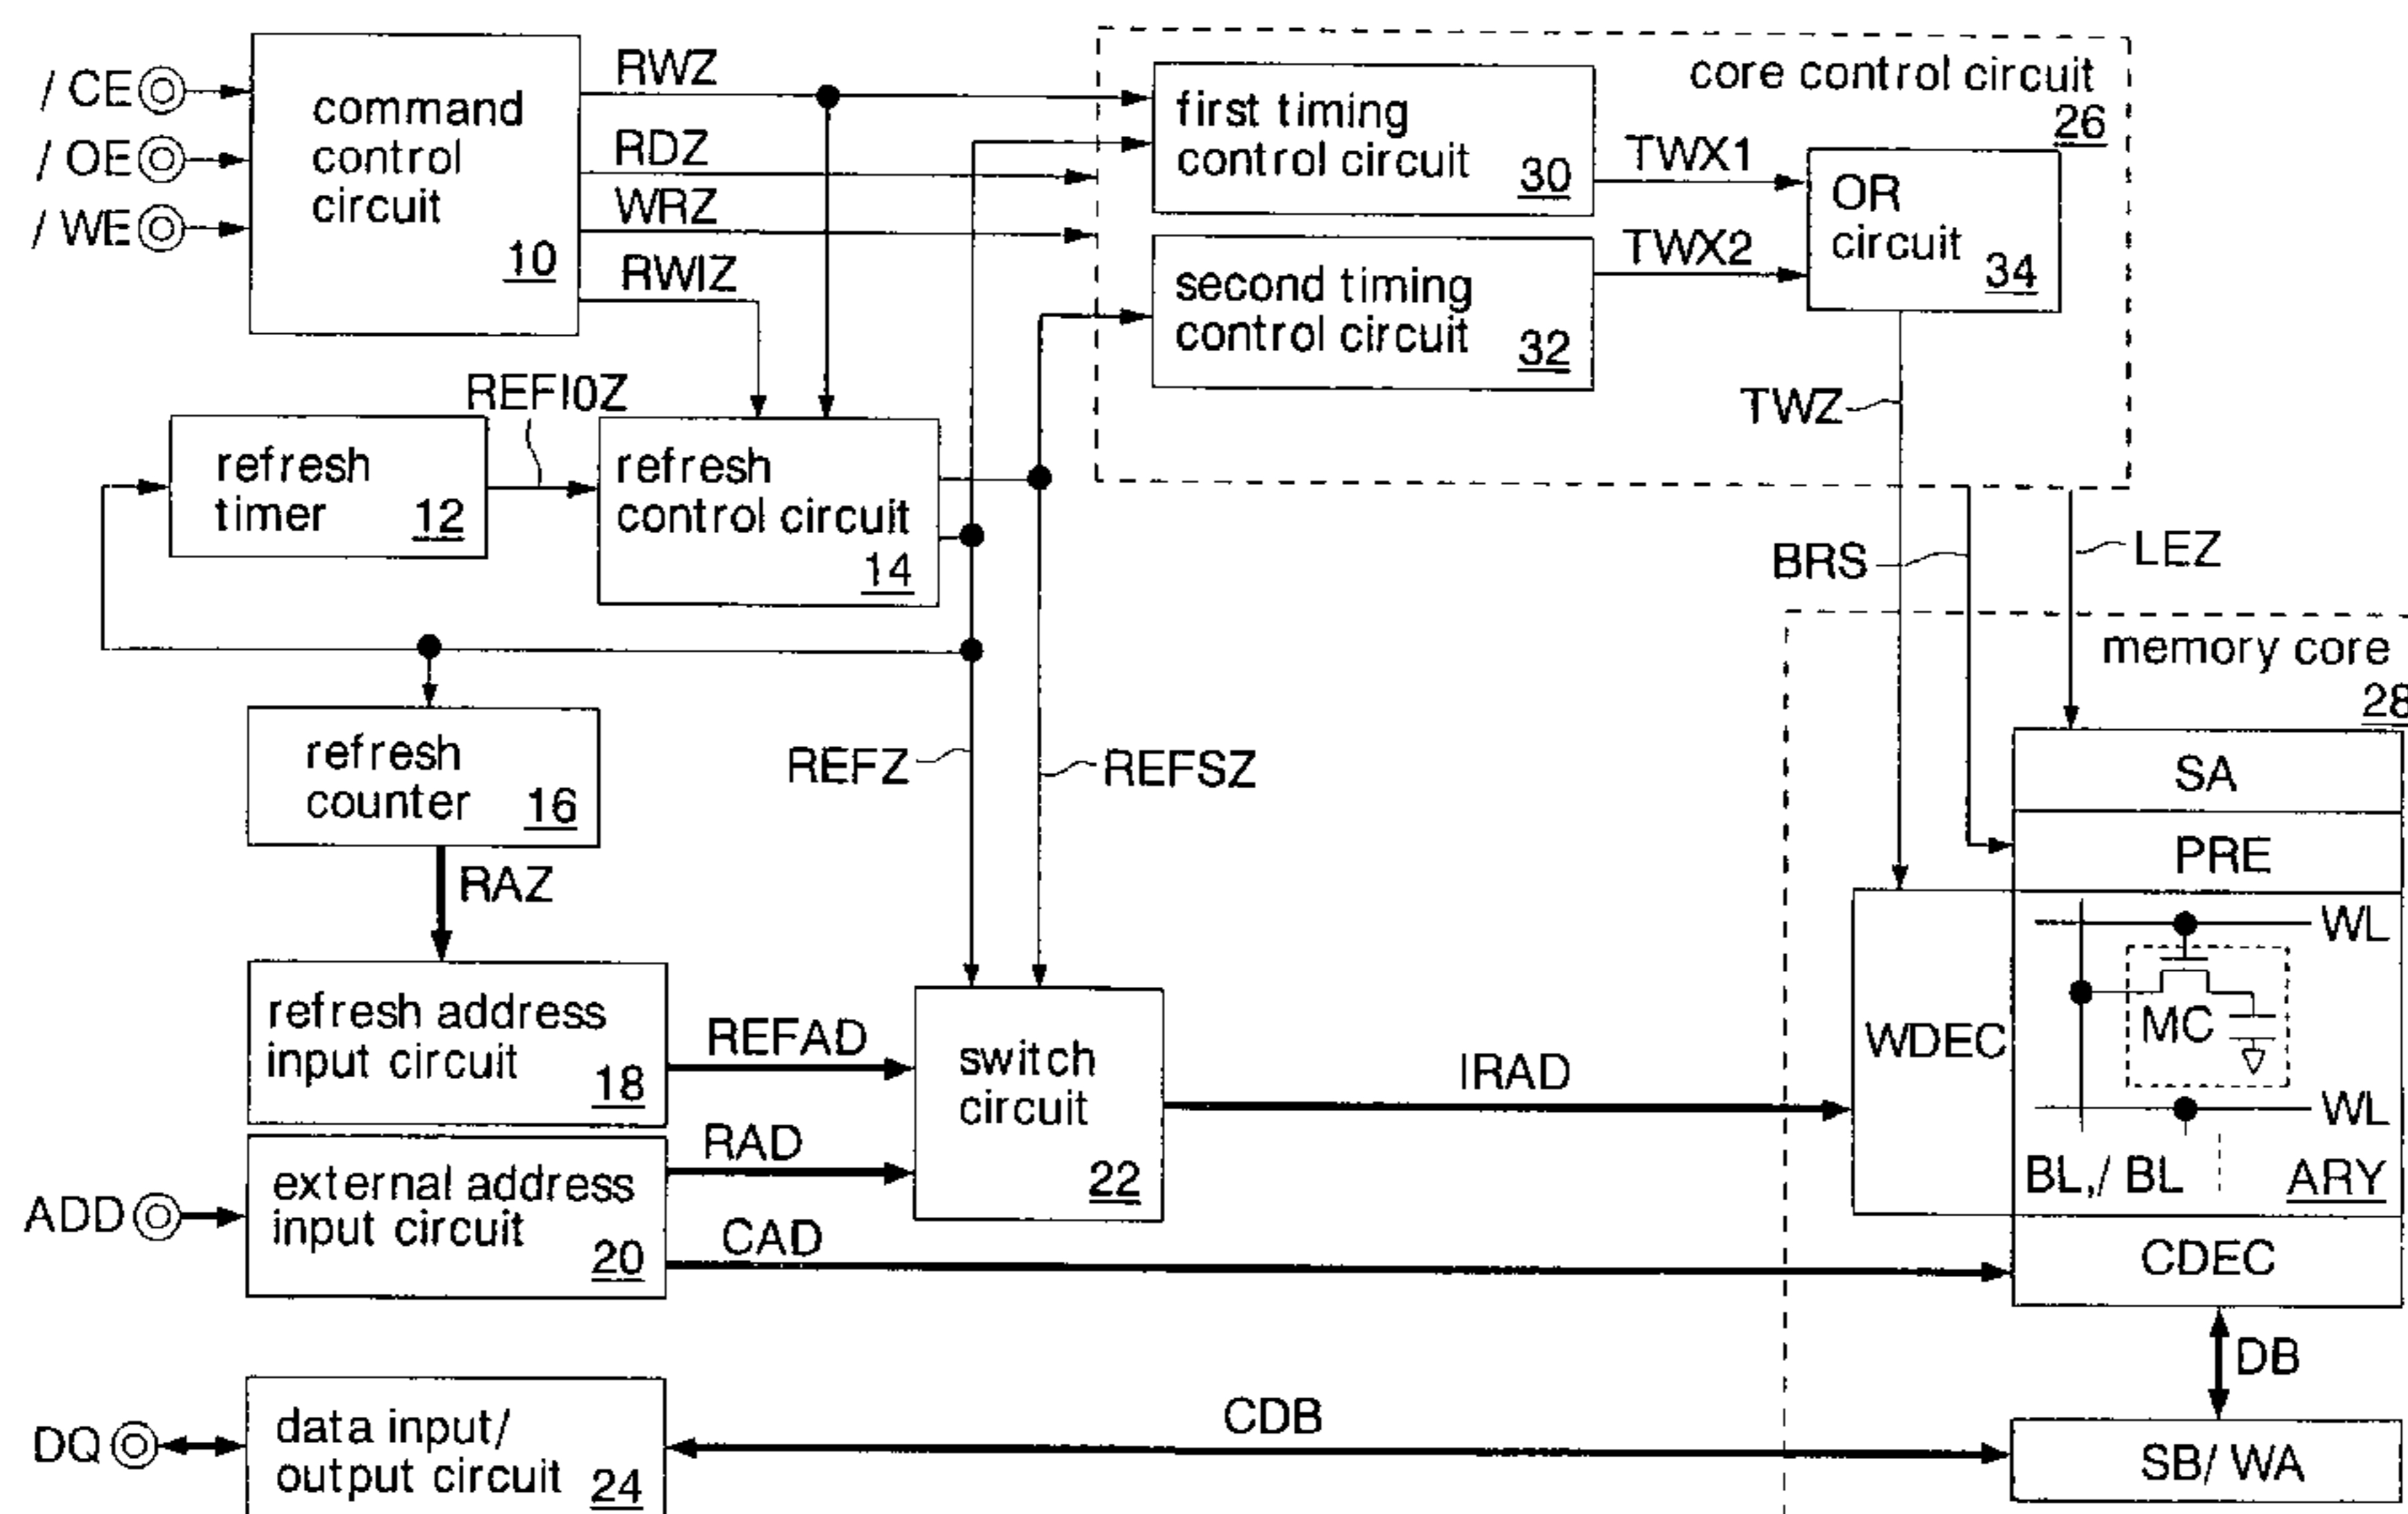 / CE
/ OE
/ WE
command
control
circuit
10
RWZ
RDZ
WRZ
RWIZ
core control circuit
26
first timing
control circuit
30
TWX1
OR
circuit
34
second timing
control circuit
32
TWX2
TWZ
REFI0Z
refresh
timer
12
refresh
control circuit
14
BRS
LEZ
memory core
28
refresh
counter
16
REFZ
REFSZ
SA
PRE
RAZ
WL
MC
WL
WDEC
BL,/ BL
ARY
refresh address
input circuit
18
REFAD
switch
circuit
22
IRAD
ADD
external address
input circuit
20
RAD
CAD
CDEC
DB
DQ
data input/
output circuit
24
CDB
SB/ WA